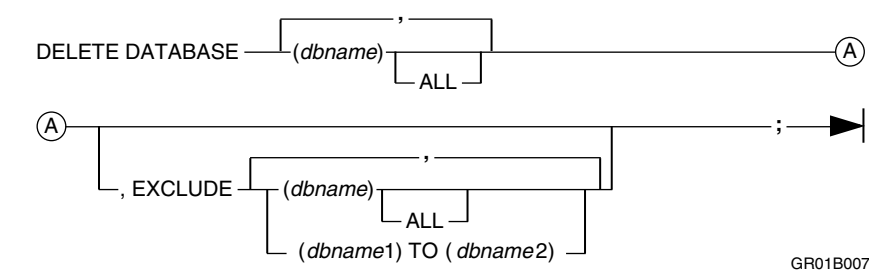 ,
DELETE DATABASE (dbname) A
ALL
A ;
,
, EXCLUDE (dbname)
ALL
(dbname1) TO ( dbname2)
GR01B007